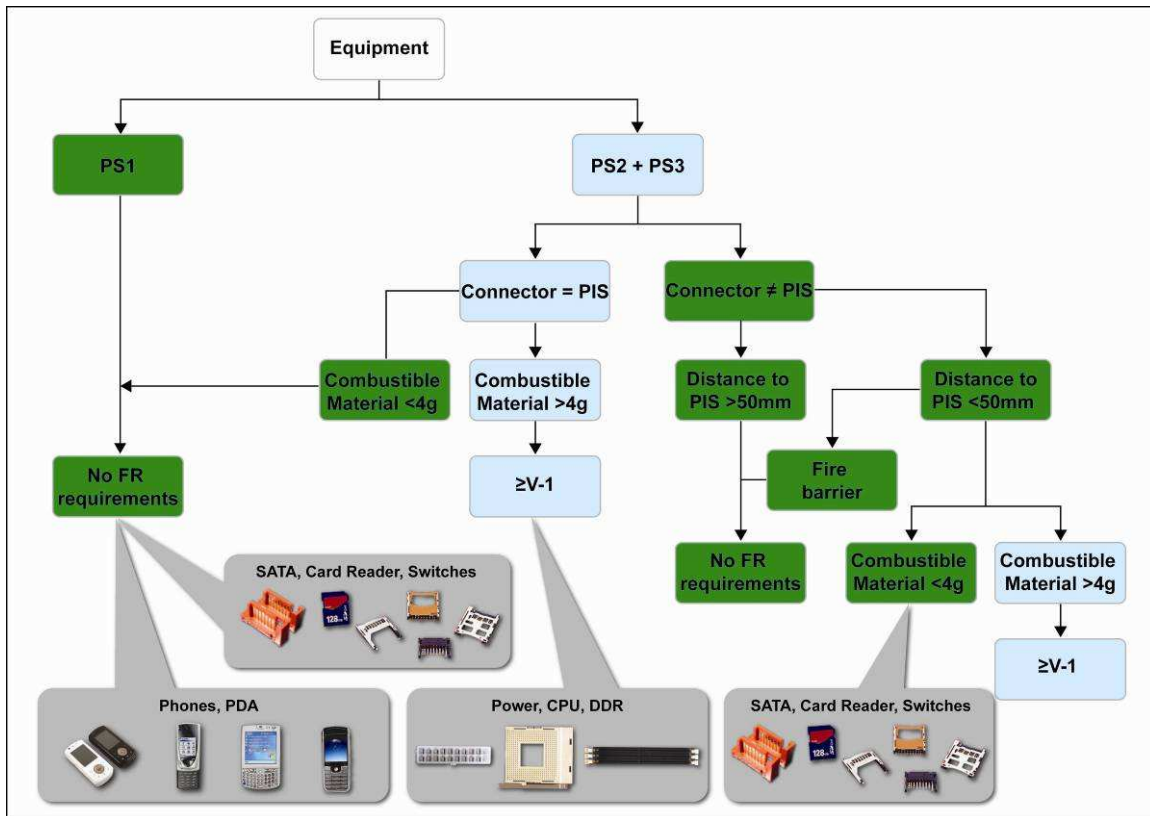 Equipment
PS1
PS2 + PS3
Connector = PIS
Connector ≠ PIS
Combustible
Material <4g
Combustible
Material >4g
Distance to
PIS >50mm
Distance to
PIS <50mm
No FR
requirements
≥V-1
Fire
barrier
No FR
requirements
Combustible
Material <4g
Combustible
Material >4g
SATA, Card Reader, Switches
128
≥V-1
Phones, PDA
Power, CPU, DDR
SATA, Card Reader, Switches
128